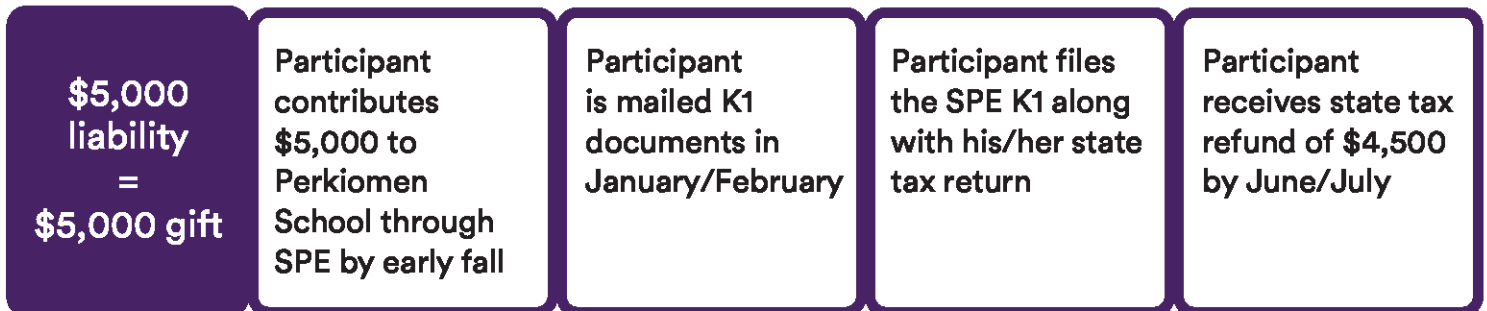 $5,000
liability
=
$5,000 gift
Participant
contributes
$5,000 to
Perkiomen
School through
SPE by early fall
Participant
is mailed K1
documents in
January/February
Participant files
the SPE K1 along
with his/her state
tax return
Participant
receives state tax
refund of $4,500
by June/July